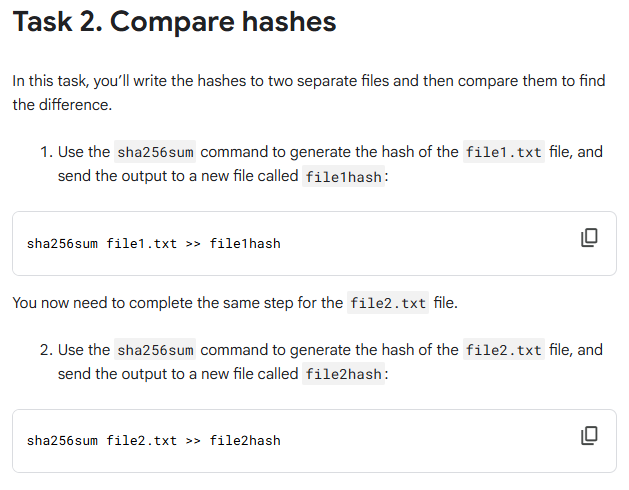 Task 2. Compare hashes
In this task, you’ll write the hashes to two separate files and then compare them to find
the difference.
1. Use the sha256sum command to generate the hash of the file1.txt file, and
send the output to a new file called file1hash:
sha256sum file1.txt >> file1hash
You now need to complete the same step for the file2.txt file.
2. Use the sha256sum command to generate the hash of the file2.txt file, and
send the output to a new file called file2hash:
sha256sum file2.txt >> file2hash